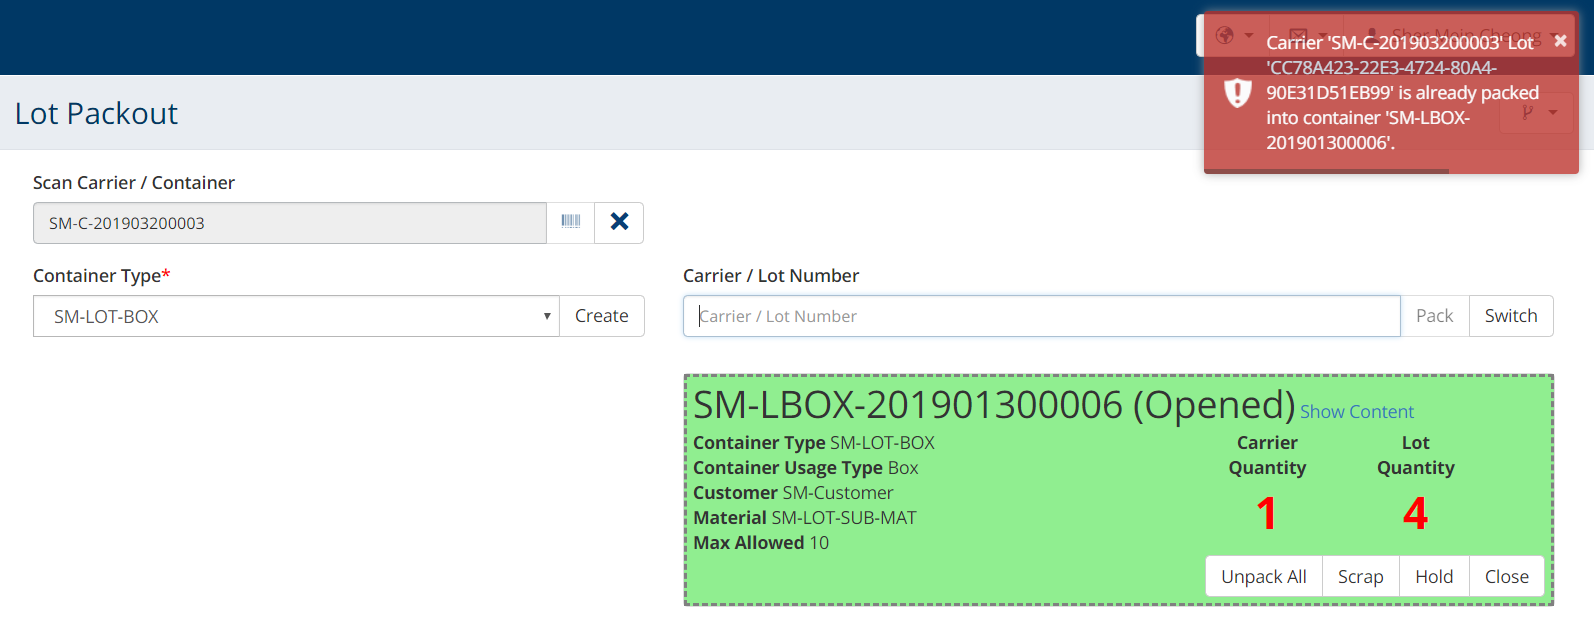 Sher Mein Cheong
Carrier 'SM-C-201903200003' Lot
'CC78A423-22E3-4724-80A4-
90E31D51EB99' is already packed
into container 'SM-LBOX-
201901300006'.
Lot Packout
Scan Carrier / Container
SM-C-201903200003
Container Type*
SM-LOT-BOX
Create
Carrier / Lot Number
Carrier / Lot Number
Pack
Switch
SM-LBOX-201901300006 (Opened) Show Content
Container Type SM-LOT-BOX
Container Usage Type Box
Customer SM-Customer
Material SM-LOT-SUB-MAT
Max Allowed 10
Carrier
Quantity
1
Lot
Quantity
4
Unpack All
Scrap
Hold
Close